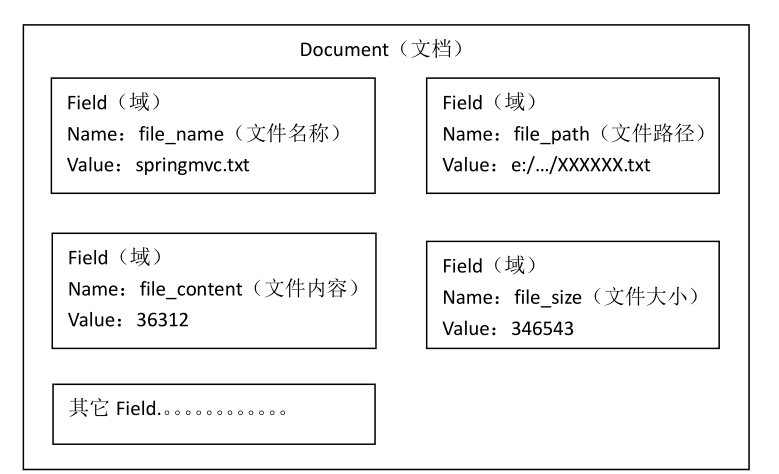 Document（文档）
Field（域）
Name：file_name（文件名称）
Value：springmvc.txt
Field（域）
Name：file_path（文件路径）
Value：e:/.../XXXXXX.txt
Field（域）
Name：file_content（文件内容）
Value：36312
Field（域）
Name：file_size（文件大小）
Value：346543
其它 Field.。。。。。。。。。。。。